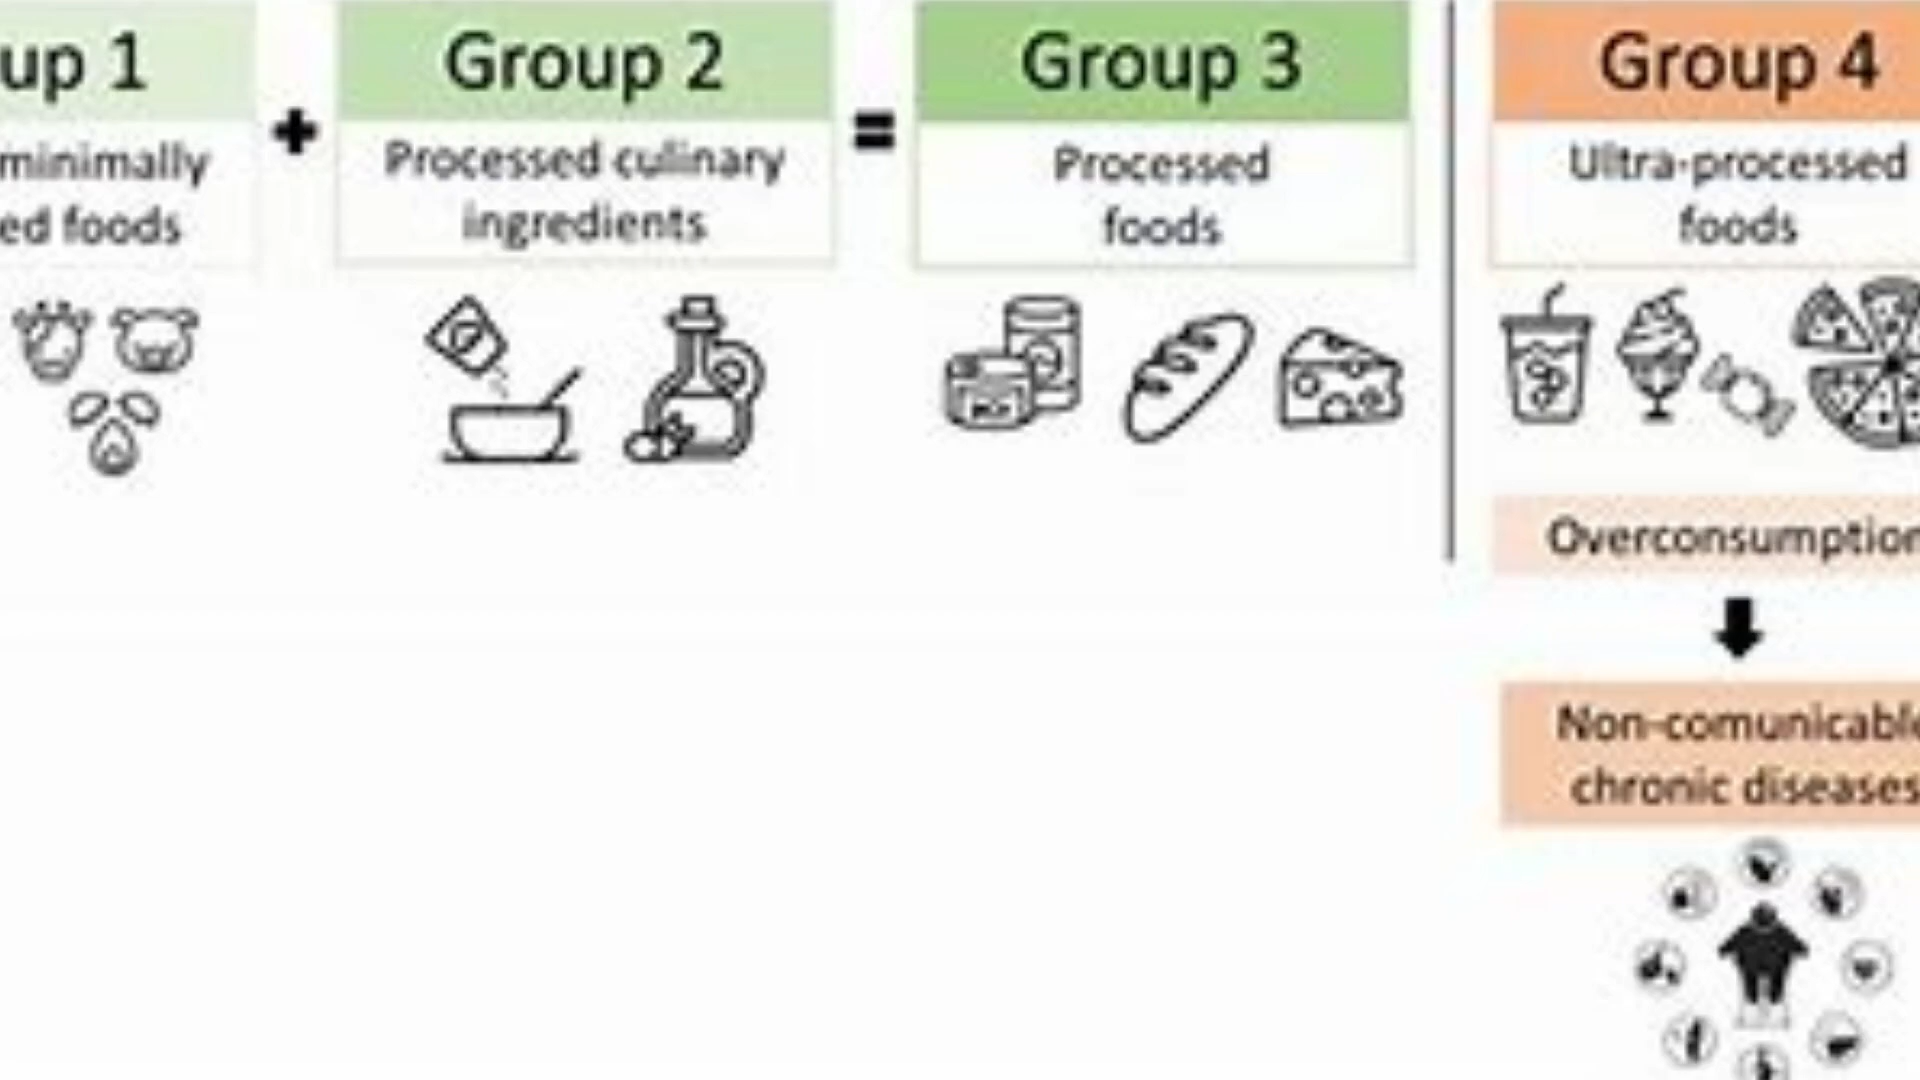 up 1
minimally
ed foods
+
Group 2
Processed culinary
ingredients
=
Group 3
Processed
foods
Group 4
Ultra-processed
foods
Overconsumption
Non-comunicable
chronic diseases